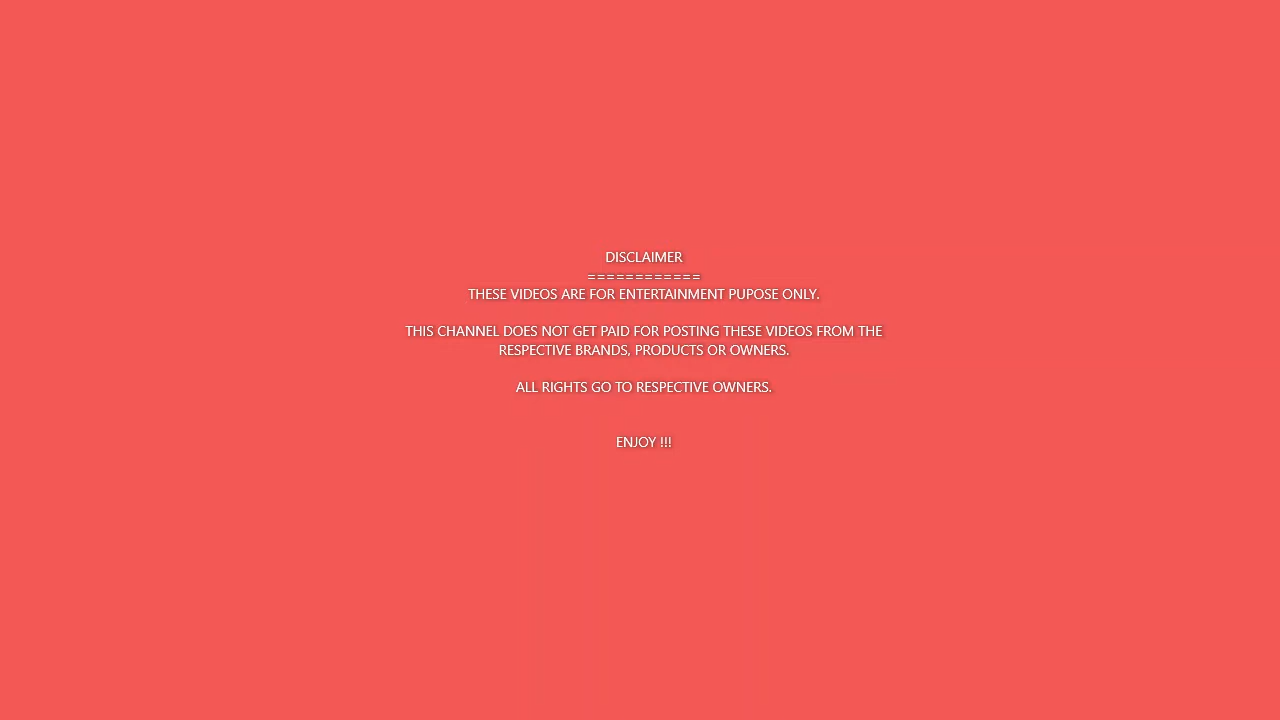 DISCLAIMER
============
THESE VIDEOS ARE FOR ENTERTAINMENT PUPOSE ONLY.
THIS CHANNEL DOES NOT GET PAID FOR POSTING THESE VIDEOS FROM THE
RESPECTIVE BRANDS, PRODUCTS OR OWNERS.
ALL RIGHTS GO TO RESPECTIVE OWNERS.
ENJOY !!!